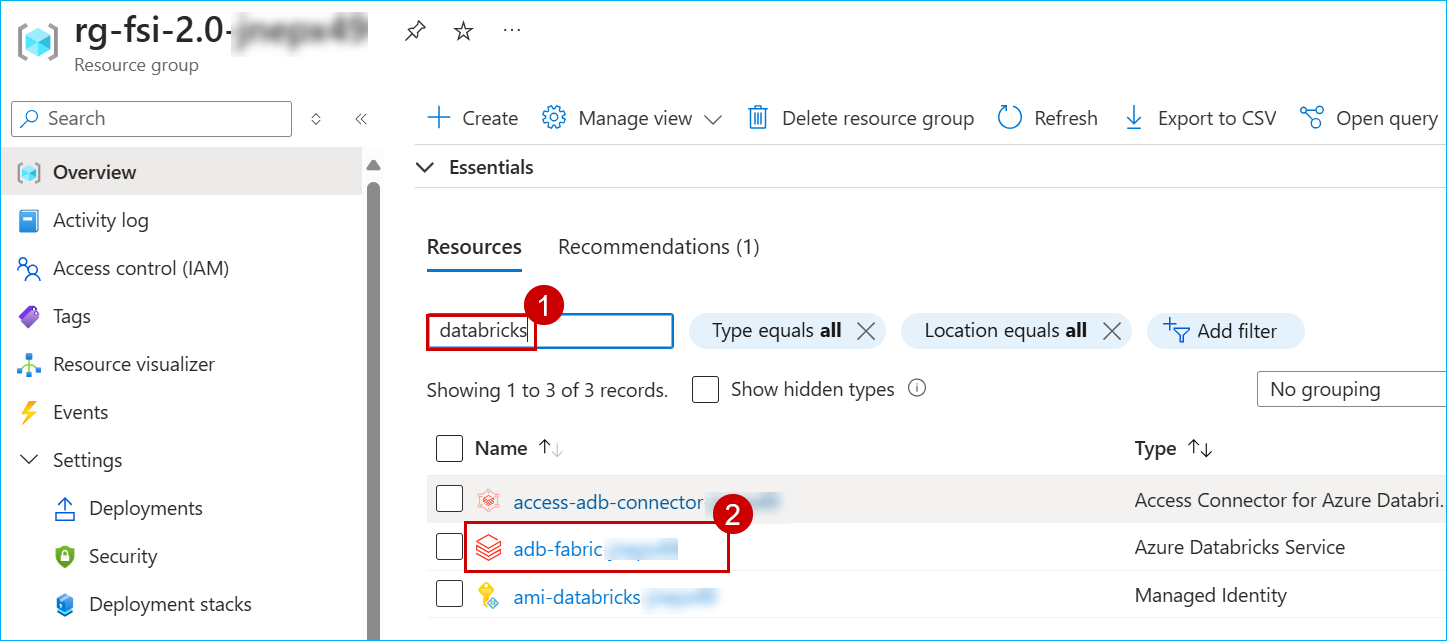 rg-fsi-2.0-
Resource group
Search
Overview
Activity log
Access control (IAM)
Tags
Resource visualizer
Events
Settings
Deployments
Security
Deployment stacks
Create Manage view Delete resource group Refresh Export to CSV Open query
Essentials
Resources Recommendations (1)
databricks 1 Type equals all Location equals all Add filter
Showing 1 to 3 of 3 records. Show hidden types No grouping
Name Type
access-adb-connector Access Connector for Azure Databri.
2
adb-fabric Azure Databricks Service
ami-databricks Managed Identity